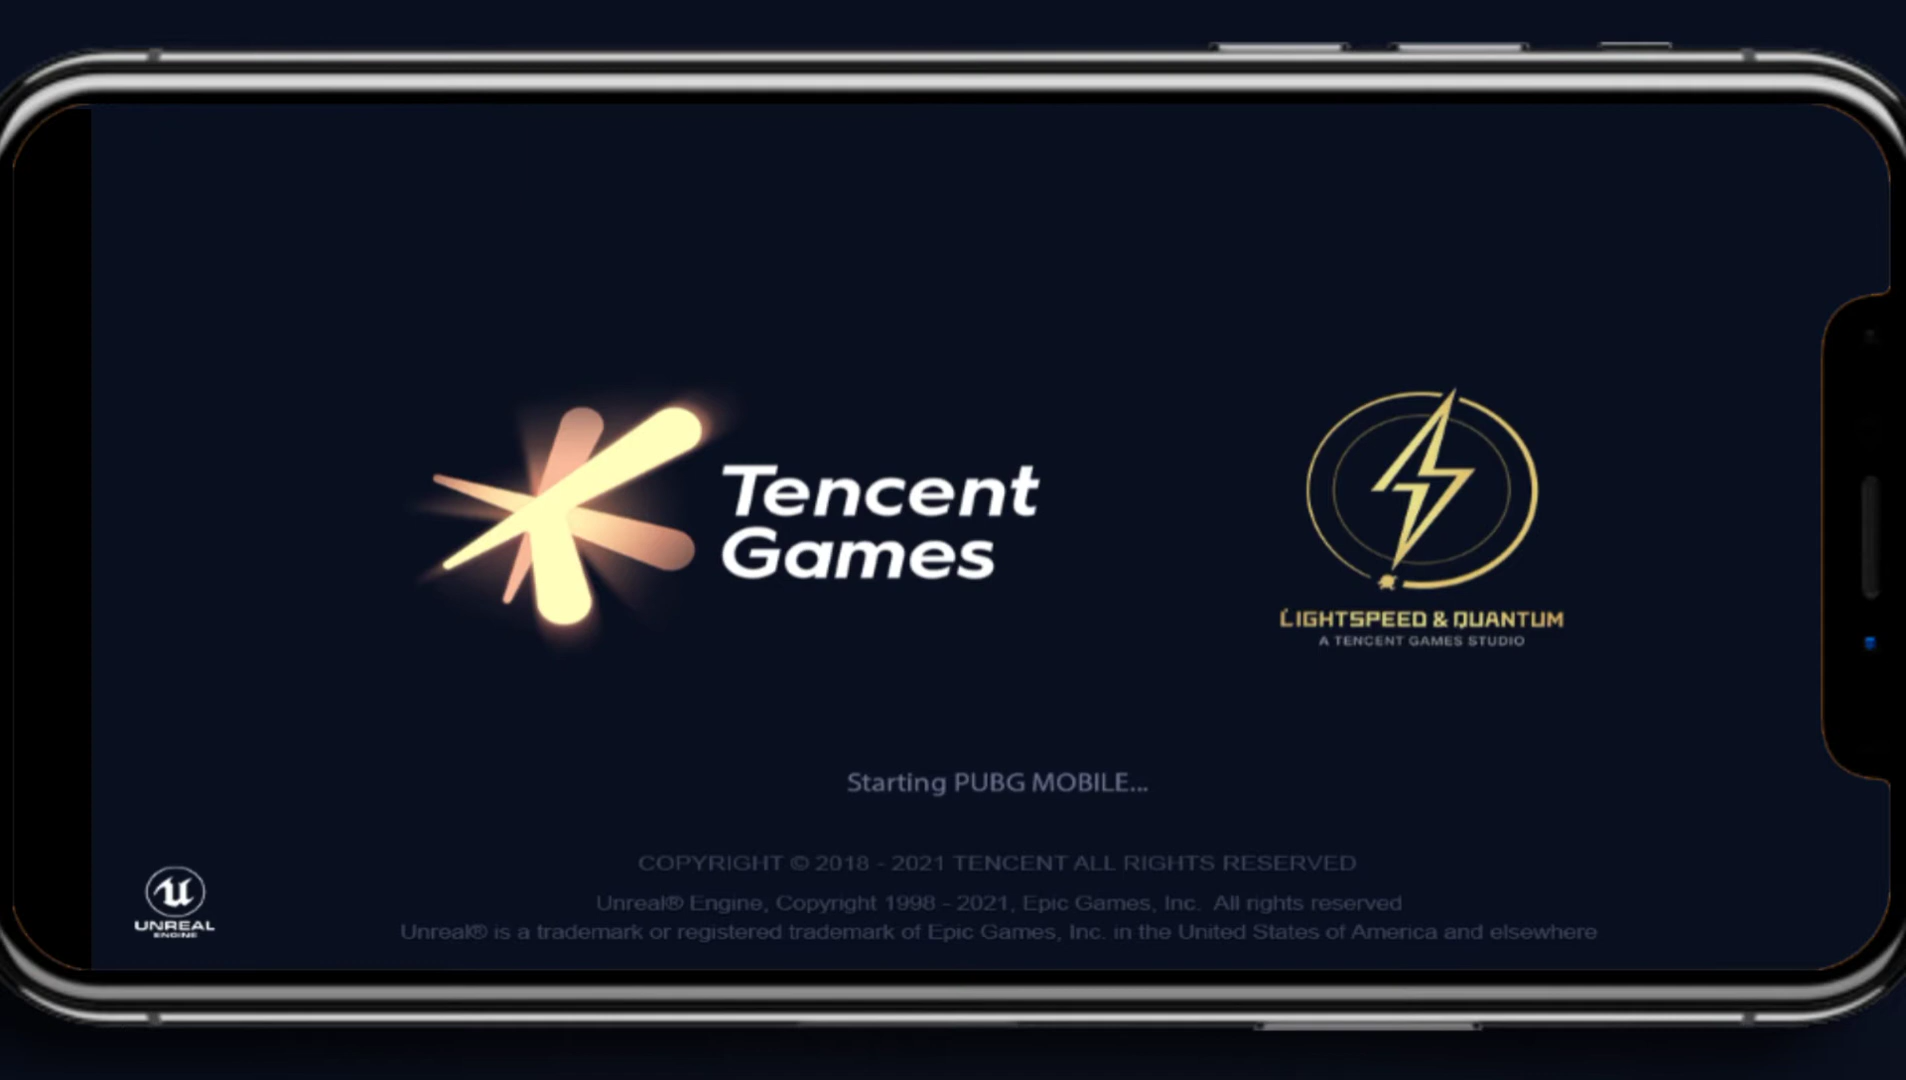 Tencent
Games
LIGHTSPEED & QUANTUM
A TENCENT GAMES STUDIO
Starting PUBG MOBILE...
COPYRIGHT © 2018 - 2021 TENCENT ALL RIGHTS RESERVED
Unreal® Engine, Copyright 1998 - 2021, Epic Games, Inc. All rights reserved
Unreal® is a trademark or registered trademark of Epic Games, Inc. in the United States of America and elsewhere
UNREAL
ENGINE